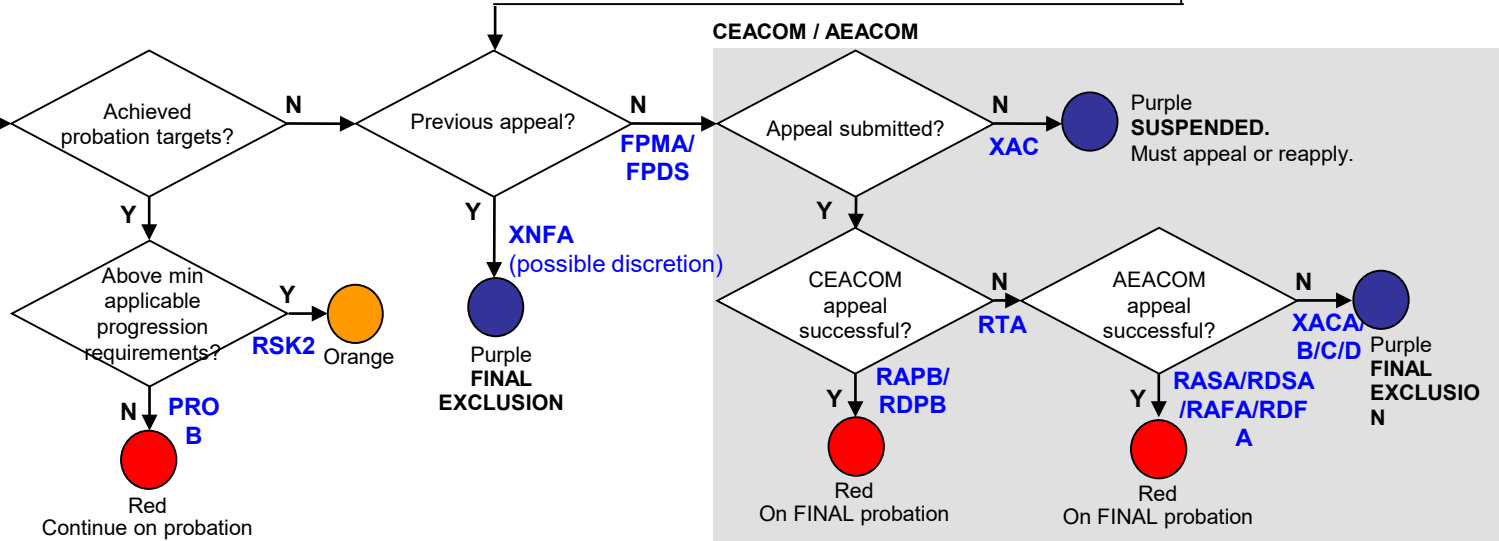 CEACOM / AEACOM
Achieved
probation targets?
N
Previous appeal?
N
FPMA/
FPDS
Appeal submitted?
N
XAC
Purple
SUSPENDED.
Must appeal or reapply.
Y
Y
XNFA
(possible discretion)
Y
Above min
applicable
progression
requirements?
Y
RSK2
Orange
Purple
FINAL
EXCLUSION
CEACOM
appeal
successful?
N
RTA
AEACOM
appeal
successful?
N
XACA/
B/C/D
Purple
FINAL
EXCLUSIO
N
N
PRO
B
Red
Continue on probation
Y
RAPB/
RDPB
Red
On FINAL probation
Y
RASA/RDSA
/RAFA/RDF
A
Red
On FINAL probation